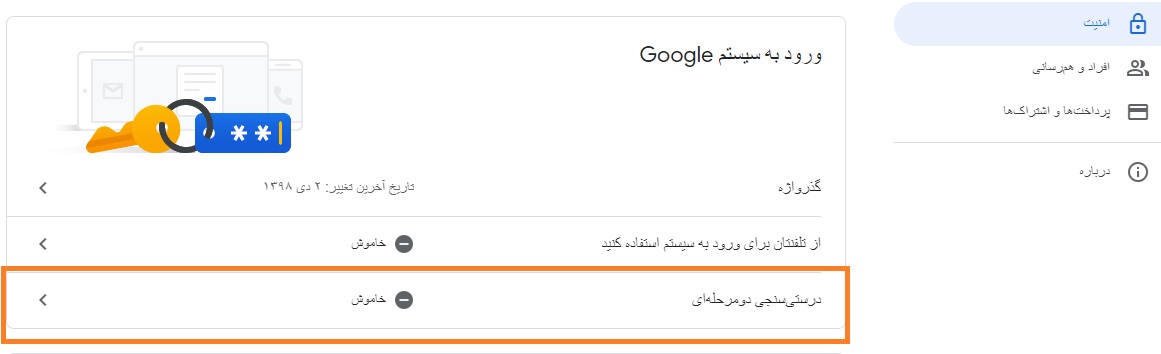 امنیت
افراد و هم‌رسانی
پرداخت‌ها و اشتراک‌ها
درباره
ورود به سیستم Google
گذرواژه
تاریخ آخرین تغییر: ۲ دی ۱۳۹۸
از تلفنتان برای ورود به سیستم استفاده کنید
خاموش
درستی‌سنجی دومرحله‌ای
خاموش